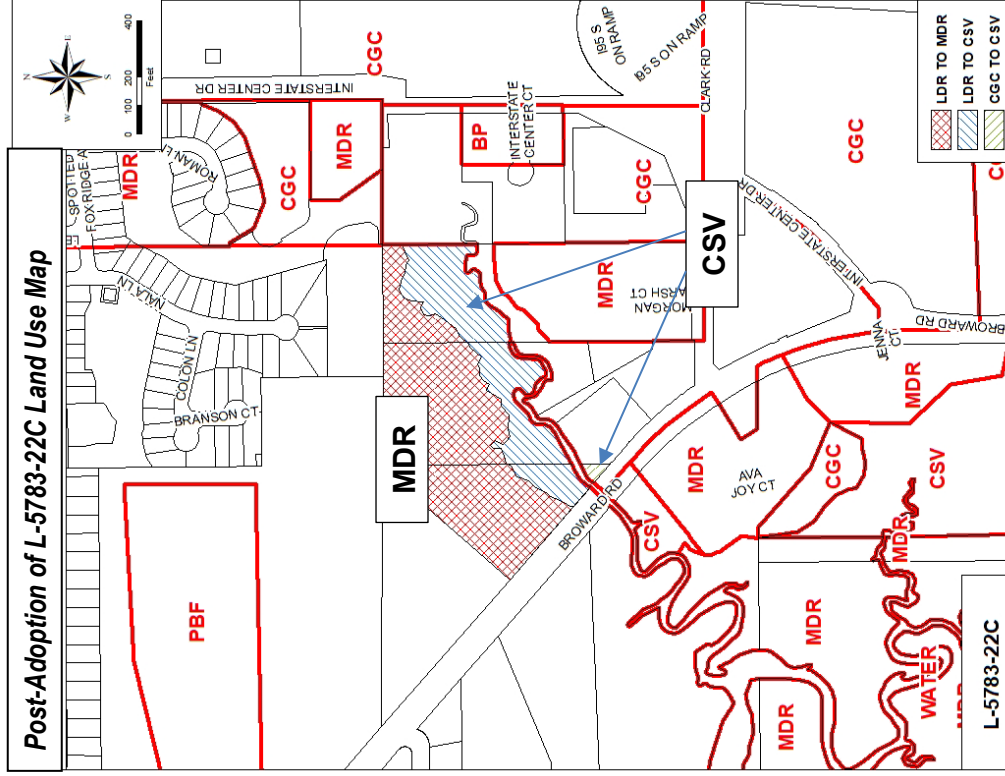 Post-Adoption of L-5783-22C Land Use Map
W
E
S
0
100
200
400
Feet
SPOTTED
FOX RIDGE A
MDR
ROMAN L
NALA LN
COLON LN
BRANSON CT
CGC
MDR
CGC
INTERSTATE CENTER DR
I95 S
ON RAMP
I95 S ON RAMP
CLARK RD
BP
INTERSTATE
CENTER CT
CGC
PBF
MDR
CSV
MDR
MORGAN
ARSH CT
INTERSTATE CENTER DR
CGC
BROWARD RD
JENNA
CT
BROWARD RD
MDR
AVA
JOY CT
MDR
CGC
CSV
CSV
MDR
MDR
MDR
WATER
L-5783-22C
LDR TO MDR
LDR TO CSV
CGC TO CSV